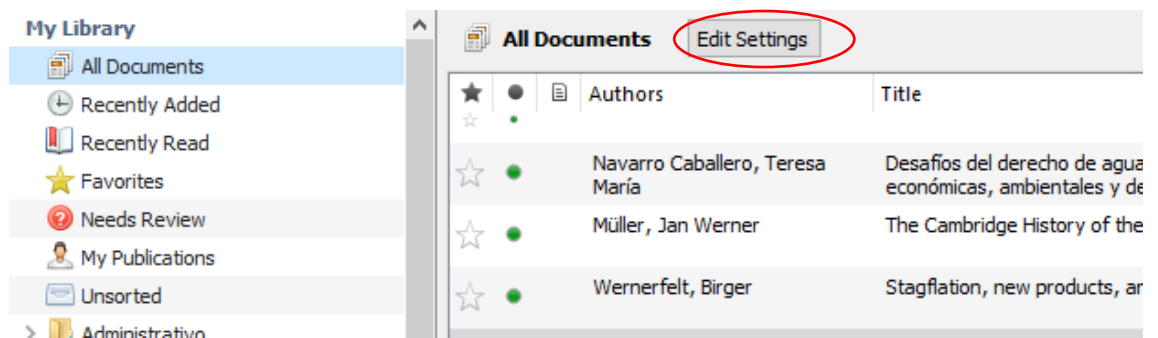 My Library
All Documents
Recently Added
Recently Read
Favorites
Needs Review
My Publications
Unsorted
Administrativo
All Documents
Edit Settings
Authors
Title
Navarro Caballero, Teresa
María
Desafíos del derecho de agua
económicas, ambientales y de
Müller, Jan Werner
The Cambridge History of the
Wernerfelt, Birger
Stagflation, new products, an